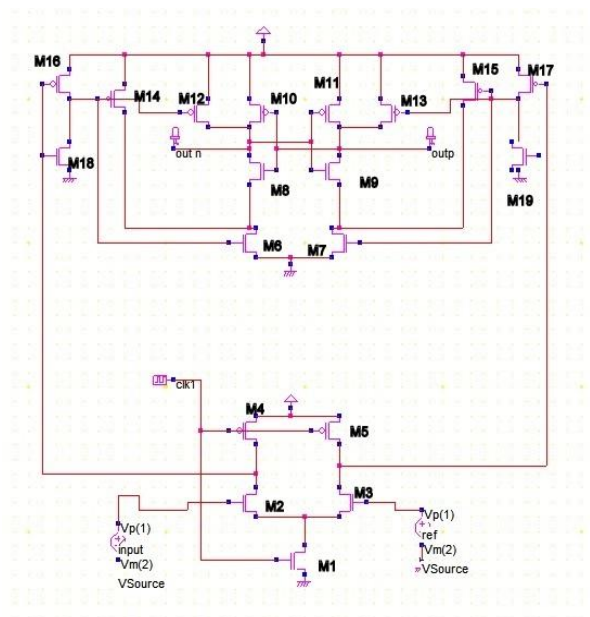 M16
M14
M12
M10
M11
M13
M15
M17
M18
out n
outp
M8
M9
M19
M6
M7
clk1
M4
M5
M2
M3
Vp(1)
input
Vm(2)
VSource
Vp(1)
ref
Vm(2)
VSource
M1